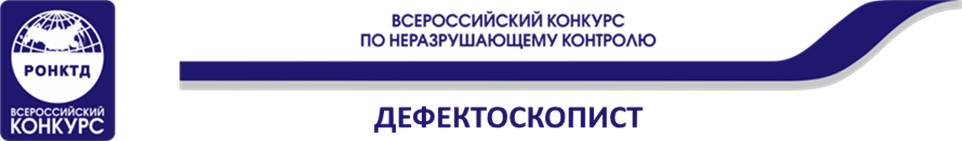 РОНКТД
ВСЕРОССИЙСКИЙ
КОНКУРС
ВСЕРОССИЙСКИЙ КОНКУРС
ПО НЕРАЗРУШАЮЩЕМУ КОНТРОЛЮ
ДЕФЕКТОСКОПИСТ